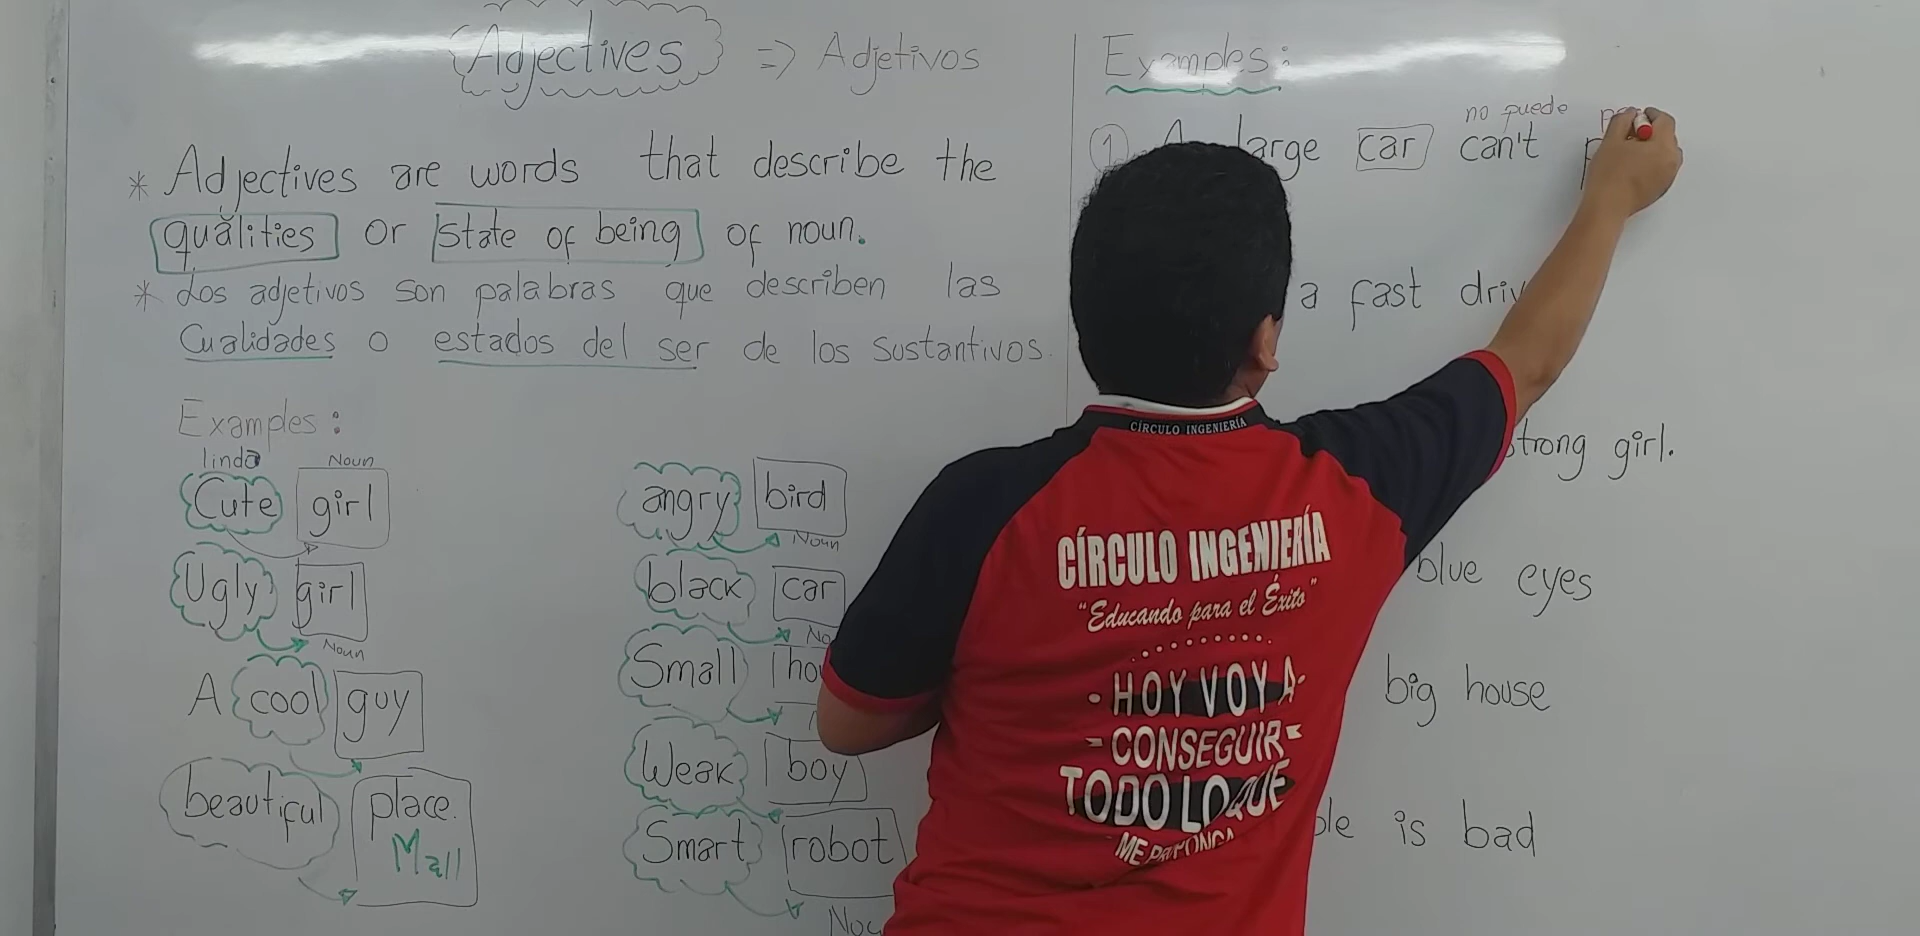 Adjectives => Adjetivos
* Adjectives are words that describe the
qualities or state of being of noun.
* Los adjetivos son palabras que describen las
Cualidades o estados del ser de los sustantivos.
Examples:
linda Noun
Cute girl
Ugly girl
Noun
A cool guy
beautiful place.
Mall
angry bird
Noun
black car
Small
Weak boy
Smart robot
Examples:
no puede
1 A large car can't
a fast
strong girl.
blue eyes
big house
is bad
CÍRCULO INGENIERÍA
CÍRCULO INGENIERÍA
"Educando para el Éxito"
- HOY VOY A -
- CONSEGUIR -
TODO LO QUE
ME PROPONGA